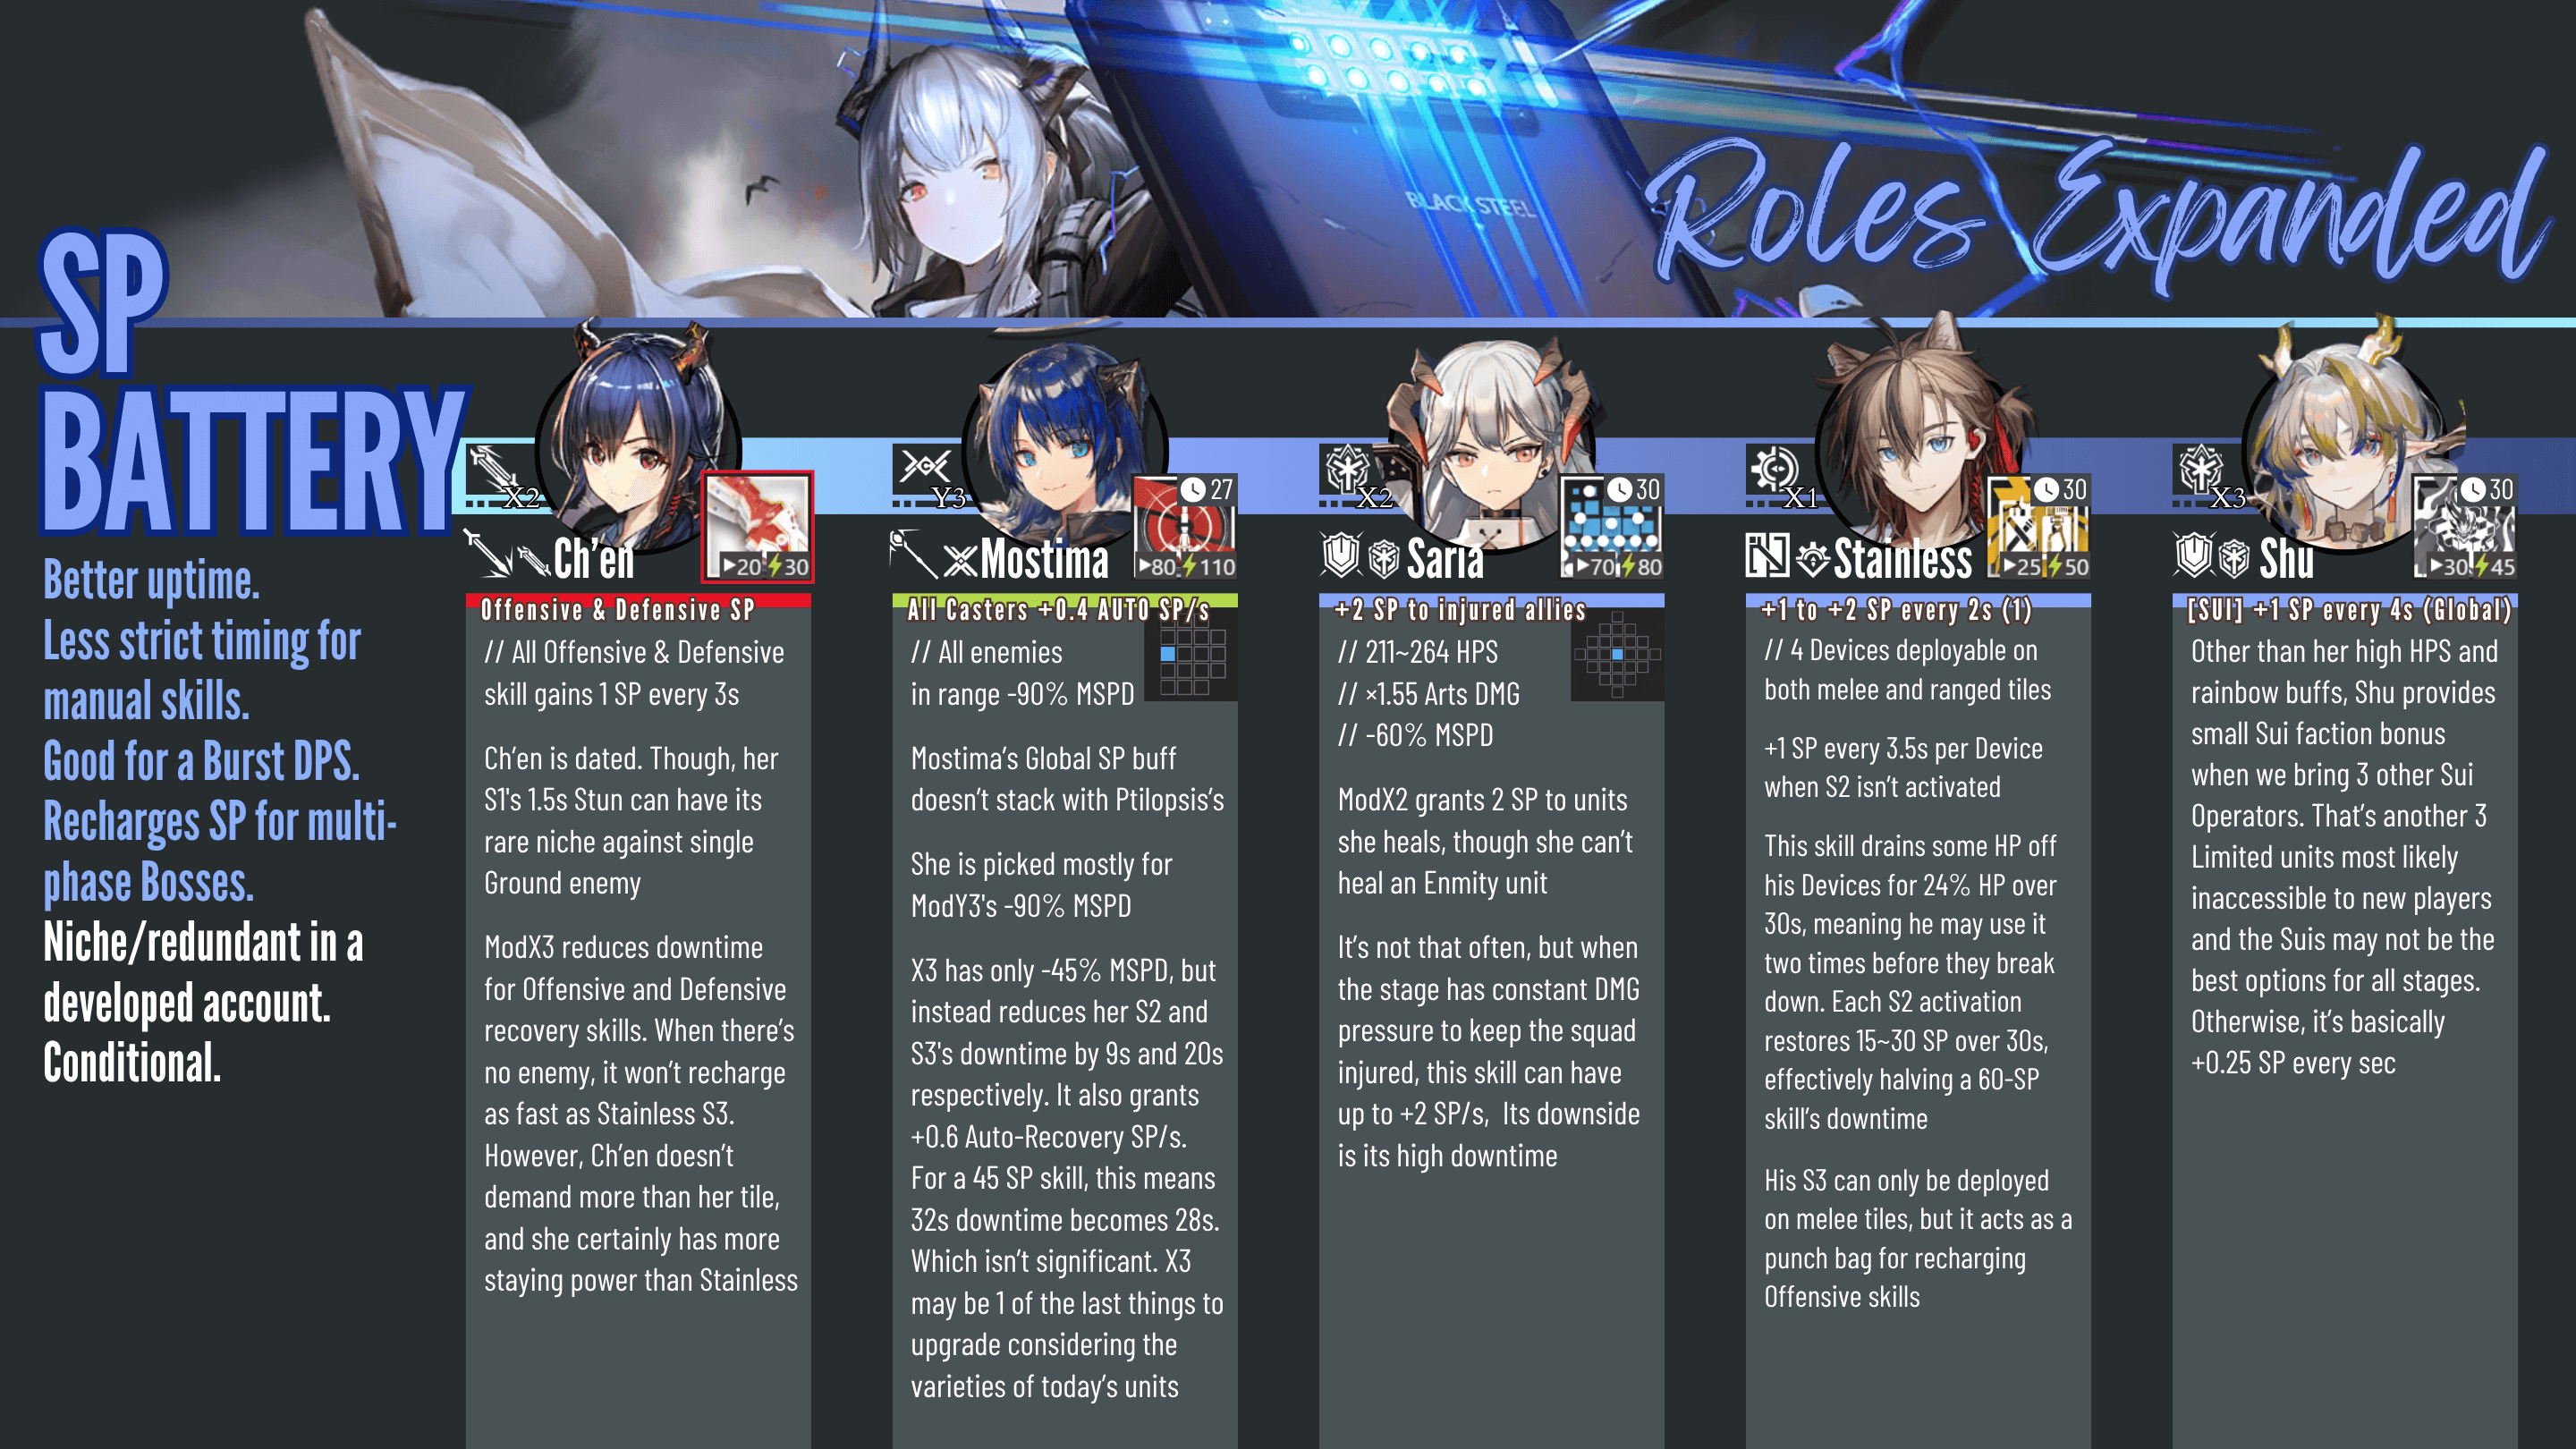 BLACK STEEL
Roles Expanded
SP
BATTERY
Better uptime.
Less strict timing for
manual skills.
Good for a Burst DPS.
Recharges SP for multi-
phase Bosses.
Niche/redundant in a
developed account.
Conditional.
X2
Ch'en
20 30
Offensive & Defensive SP
// All Offensive & Defensive
skill gains 1 SP every 3s
Ch'en is dated. Though, her
S1's 1.5s Stun can have its
rare niche against single
Ground enemy
ModX3 reduces downtime
for Offensive and Defensive
recovery skills. When there's
no enemy, it won't recharge
as fast as Stainless S3.
However, Ch'en doesn't
demand more than her tile,
and she certainly has more
staying power than Stainless
Y3
27
Mostima
80 110
All Casters +0.4 AUTO SP/s
// All enemies
in range -90% MSPD
Mostima's Global SP buff
doesn't stack with Ptilopsis's
She is picked mostly for
ModY3's -90% MSPD
X3 has only -45% MSPD, but
instead reduces her S2 and
S3's downtime by 9s and 20s
respectively. It also grants
+0.6 Auto-Recovery SP/s.
For a 45 SP skill, this means
32s downtime becomes 28s.
Which isn't significant. X3
may be 1 of the last things to
upgrade considering the
varieties of today's units
X2
30
Saria
70 80
+2 SP to injured allies
// 211~264 HPS
// ×1.55 Arts DMG
// -60% MSPD
ModX2 grants 2 SP to units
she heals, though she can't
heal an Enmity unit
It's not that often, but when
the stage has constant DMG
pressure to keep the squad
injured, this skill can have
up to +2 SP/s, Its downside
is its high downtime
X1
30
Stainless
25 50
+1 to +2 SP every 2s (1)
// 4 Devices deployable on
both melee and ranged tiles
+1 SP every 3.5s per Device
when S2 isn't activated
This skill drains some HP off
his Devices for 24% HP over
30s, meaning he may use it
two times before they break
down. Each S2 activation
restores 15~30 SP over 30s,
effectively halving a 60-SP
skill's downtime
His S3 can only be deployed
on melee tiles, but it acts as a
punch bag for recharging
Offensive skills
X3
30
Shu
30 45
[SUI] +1 SP every 4s (Global)
Other than her high HPS and
rainbow buffs, Shu provides
small Sui faction bonus
when we bring 3 other Sui
Operators. That's another 3
Limited units most likely
inaccessible to new players
and the Suis may not be the
best options for all stages.
Otherwise, it's basically
+0.25 SP every sec